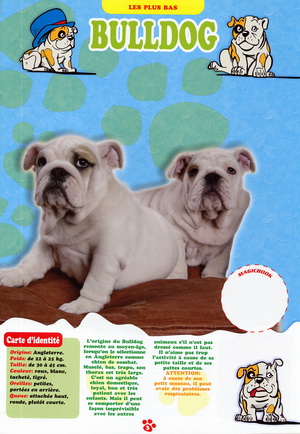 LES PLUS BAS
BULLDOG
MAGICBOOK
Carte d'identité
Origine: Angleterre.
Poids: de 22 à 25 kg.
Taille: de 30 à 45 cm.
Couleur: roux, blanc,
tacheté, tigré.
Oreilles: petites,
portées en arrière.
Queue: attachée haut,
ronde, plutôt courte.
L'origine du Bulldog
remonte au moyen-âge,
lorsqu'on le sélectionne
en Angleterre comme
chien de combat.
Musclé, bas, trapu, son
thorax est très large.
C'est un agréable
chien domestique,
loyal, bon et très
patient avec les
enfants. Mais il peut
se comporter d'une
façon imprévisible
avec les autres
animaux s'il n'est pas
dressé comme il faut.
Il n'aime pas trop
l'activité à cause de sa
petite taille et de ses
pattes courtes.
ATTENTION:
à cause de son
petit museau, il peut
avoir des problèmes
respiratoires.